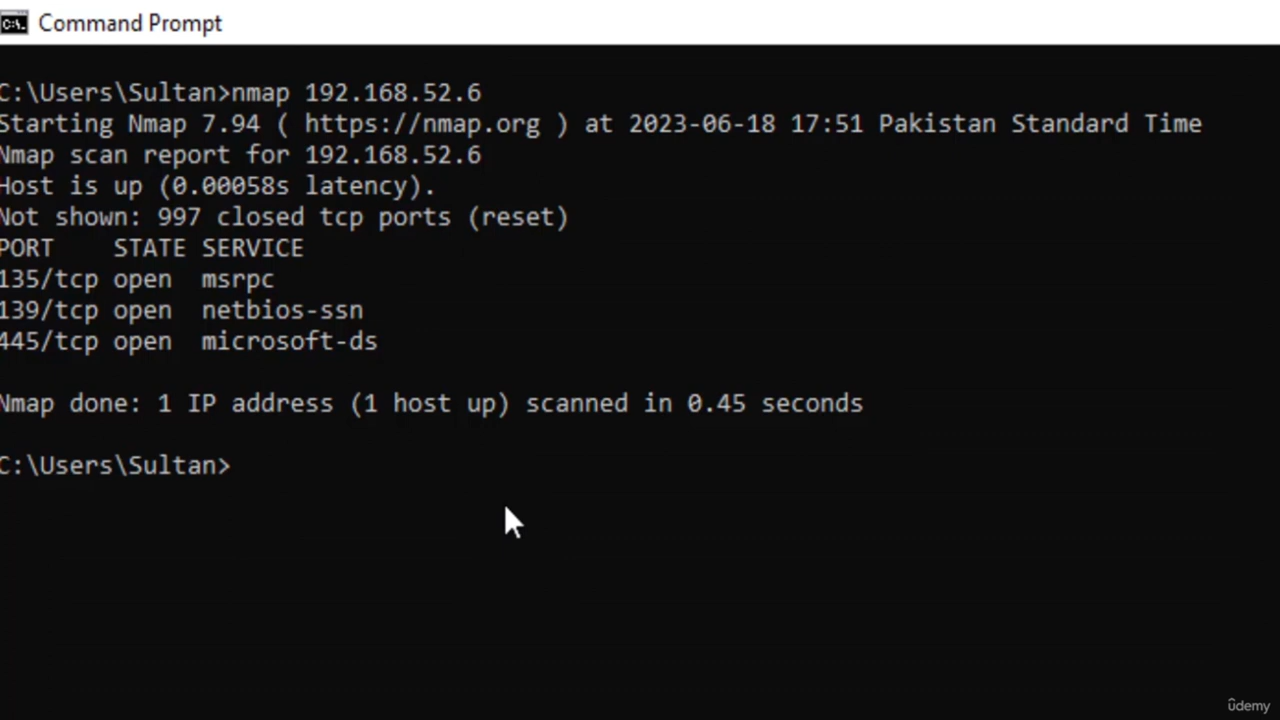 Command Prompt
C:\Users\Sultan>nmap 192.168.52.6
Starting Nmap 7.94 ( https://nmap.org ) at 2023-06-18 17:51 Pakistan Standard Time
Nmap scan report for 192.168.52.6
Host is up (0.00058s latency).
Not shown: 997 closed tcp ports (reset)
PORT    STATE SERVICE
135/tcp open  msrpc
139/tcp open  netbios-ssn
445/tcp open  microsoft-ds
Nmap done: 1 IP address (1 host up) scanned in 0.45 seconds
C:\Users\Sultan>
ûdemy